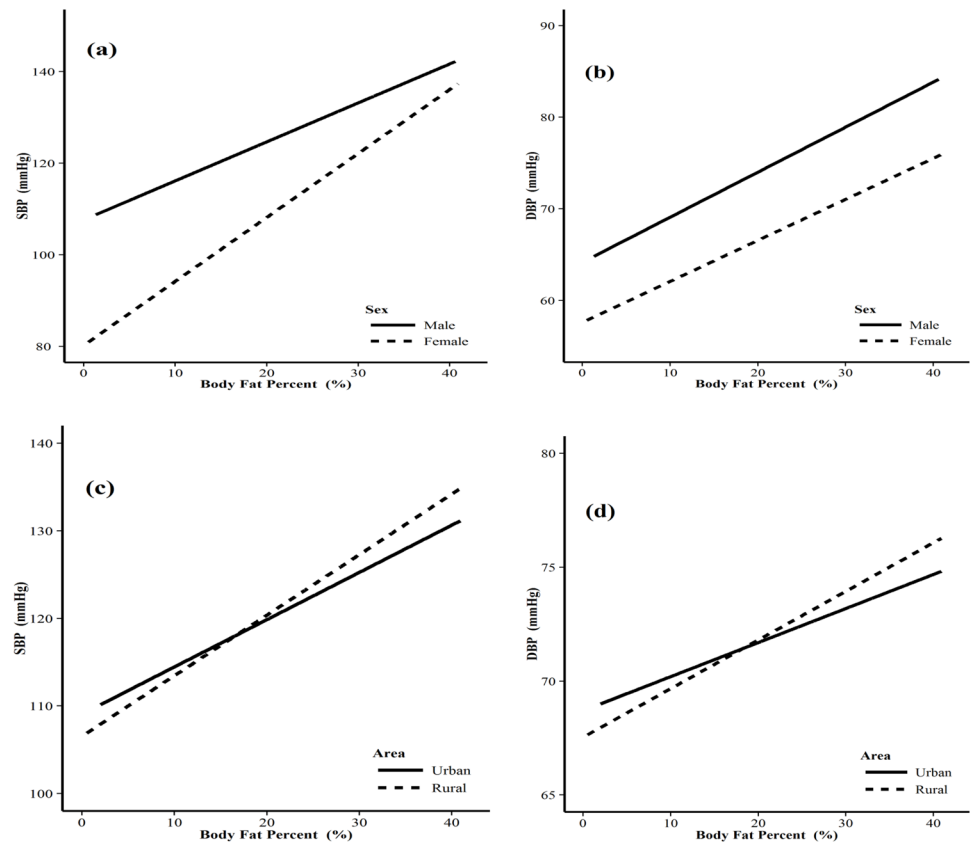 (a)
140
120
100
80
SBP (mmHg)
Sex
Male
Female
0 10 20 30 40
Body Fat Percent (%)
(b)
90
80
70
60
DBP (mmHg)
Sex
Male
Female
0 10 20 30 40
Body Fat Percent (%)
(c)
140
130
120
110
100
SBP (mmHg)
Area
Urban
Rural
0 10 20 30 40
Body Fat Percent (%)
(d)
80
75
70
65
DBP (mmHg)
Area
Urban
Rural
0 10 20 30 40
Body Fat Percent (%)